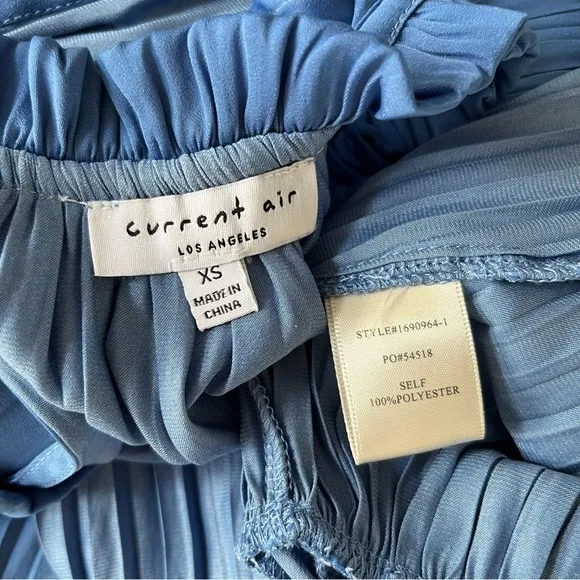 current air
LOS ANGELES
XS
MADE IN
CHINA
STYLE#1690964-1
PO#54518
SELF
100%POLYESTER